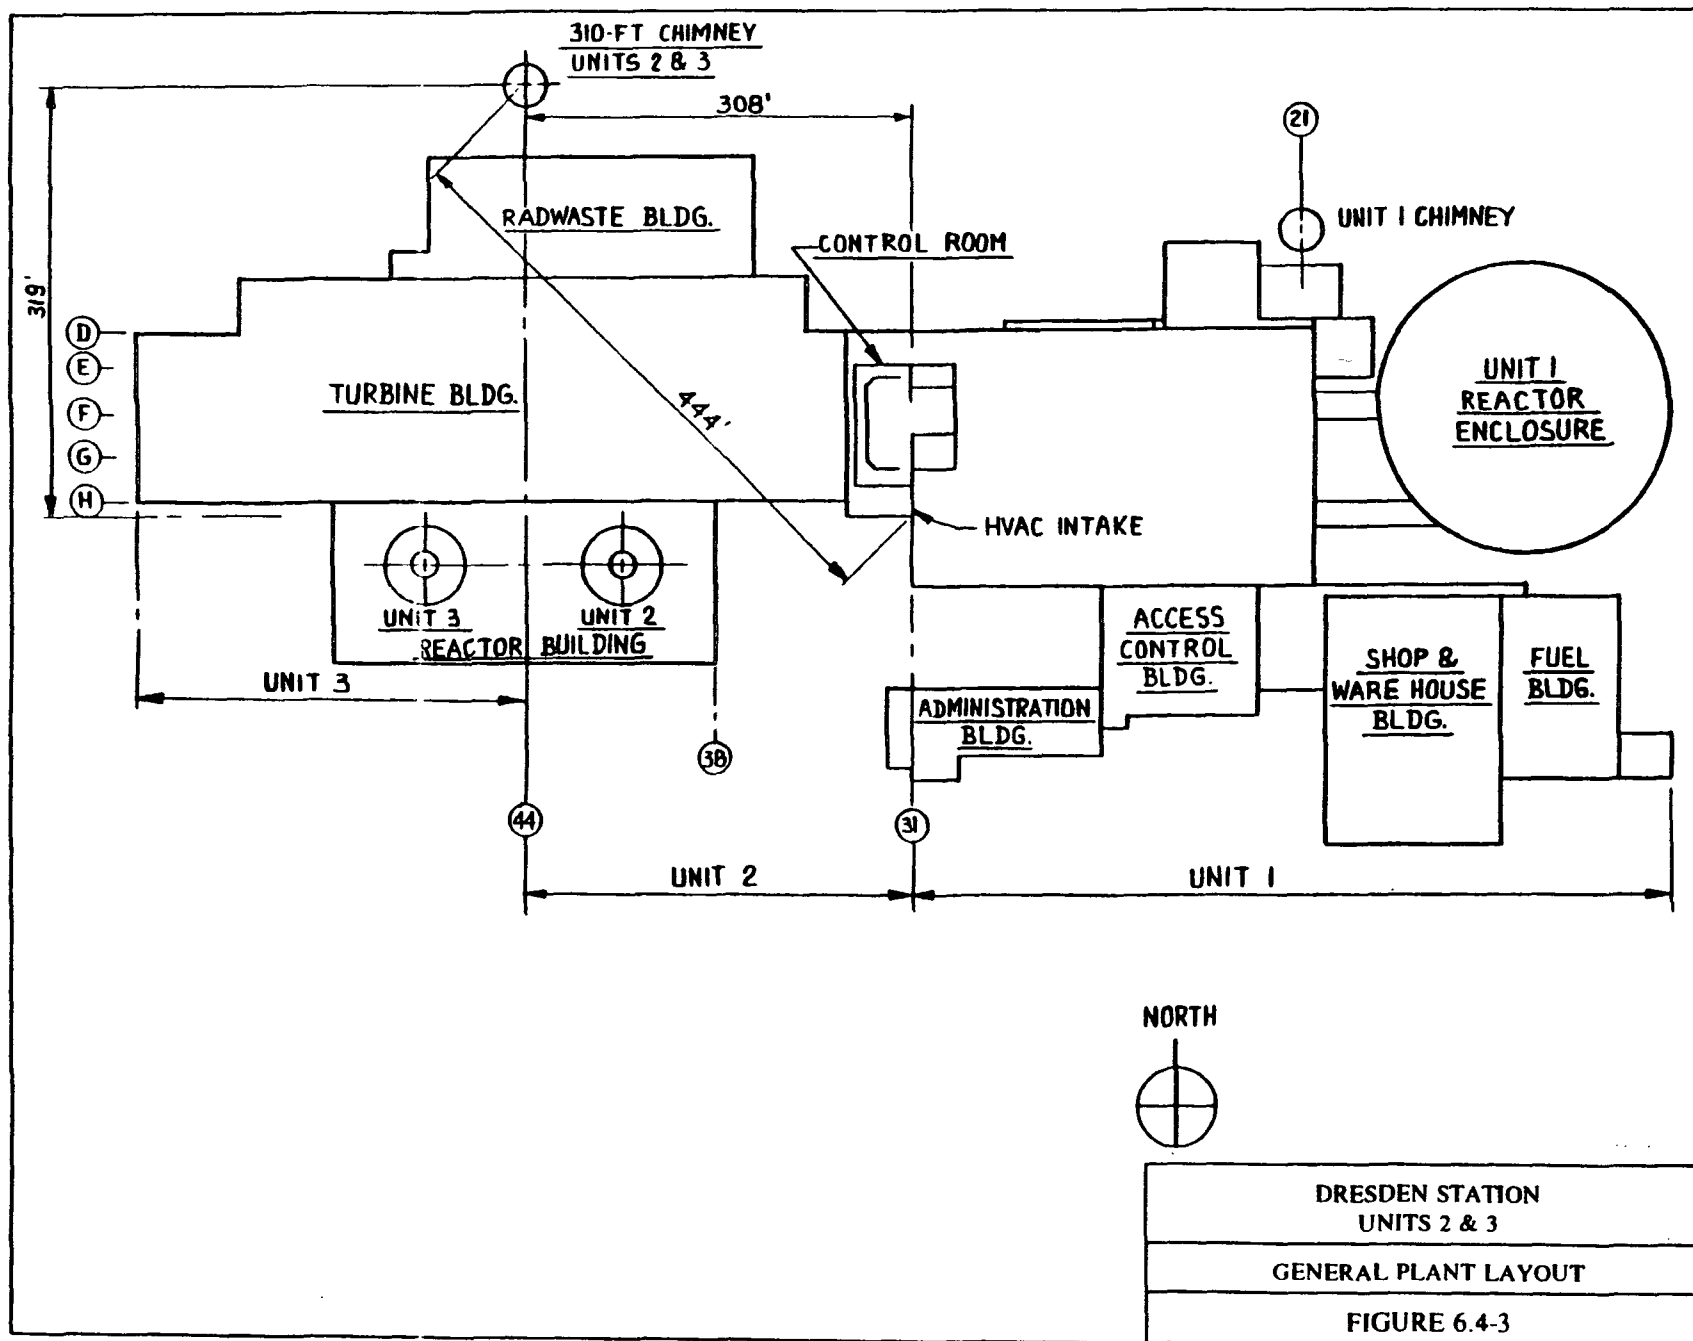 310-FT CHIMNEY
UNITS 2 & 3
308'
21
UNIT 1 CHIMNEY
RADWASTE BLDG.
CONTROL ROOM
319'
D
E
F
G
H
TURBINE BLDG.
444'
UNIT 1
REACTOR
ENCLOSURE
HVAC INTAKE
UNIT 3
UNIT 2
REACTOR BUILDING
ACCESS
CONTROL
BLDG.
SHOP &
WARE HOUSE
BLDG.
FUEL
BLDG.
UNIT 3
ADMINISTRATION
BLDG.
38
44
31
UNIT 2
UNIT 1
NORTH
DRESDEN STATION
UNITS 2 & 3
GENERAL PLANT LAYOUT
FIGURE 6.4-3